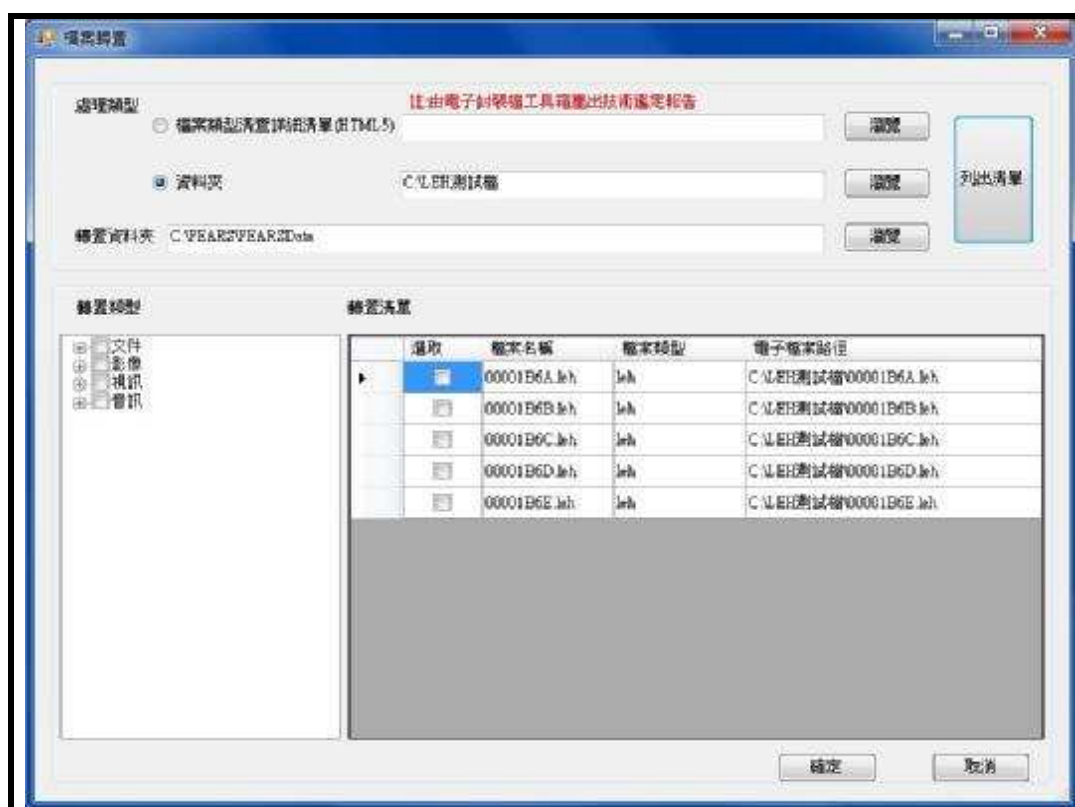 檔案轉置
處理類型
註:由電子封裝檔工具箱匯出技術鑑定報告
檔案類型清查詳細清單(HTML5)
瀏覽
資料夾
C:\LEH測試檔
瀏覽
列出清單
轉置資料夾
C:\FEARS\FEARSData
瀏覽
轉置類型
轉置清單
文件
影像
視訊
音訊
選取 檔案名稱 檔案類型 電子檔案路徑
00001B6A.leh leh C:\LEH測試檔\00001B6A.leh
00001B6B.leh leh C:\LEH測試檔\00001B6B.leh
00001B6C.leh leh C:\LEH測試檔\00001B6C.leh
00001B6D.leh leh C:\LEH測試檔\00001B6D.leh
00001B6E.leh leh C:\LEH測試檔\00001B6E.leh
確定
取消